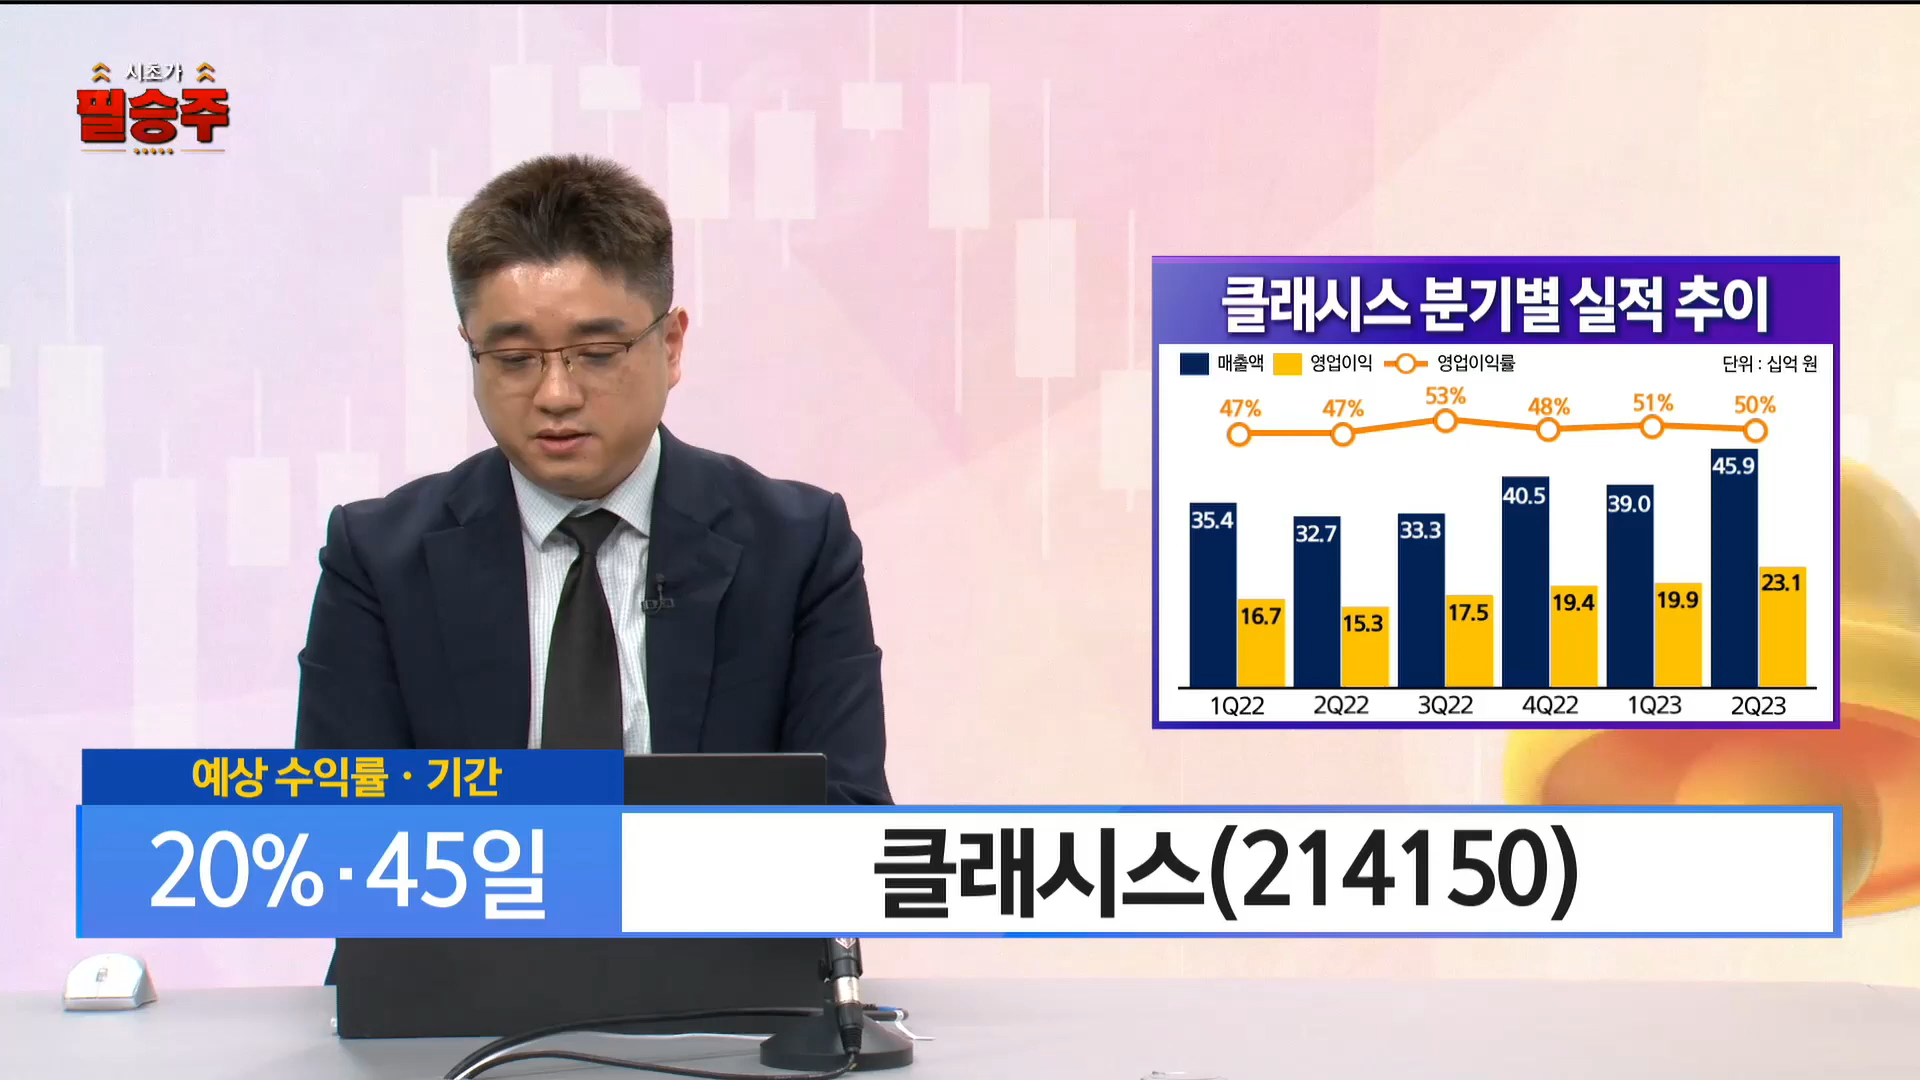 시초가
필승주
클래시스 분기별 실적 추이
매출액 영업이익 영업이익률 단위 : 십억 원
47% 47% 53% 48% 51% 50%
35.4 32.7 33.3 40.5 39.0 45.9
16.7 15.3 17.5 19.4 19.9 23.1
1Q22 2Q22 3Q22 4Q22 1Q23 2Q23
예상 수익률 · 기간
20%·45일
클래시스(214150)